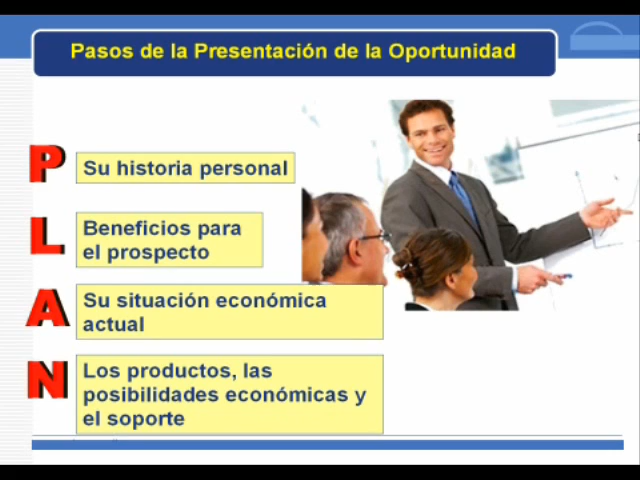 Pasos de la Presentación de la Oportunidad
P
Su historia personal
L
Beneficios para
el prospecto
A
Su situación económica
actual
N
Los productos, las
posibilidades económicas y
el soporte